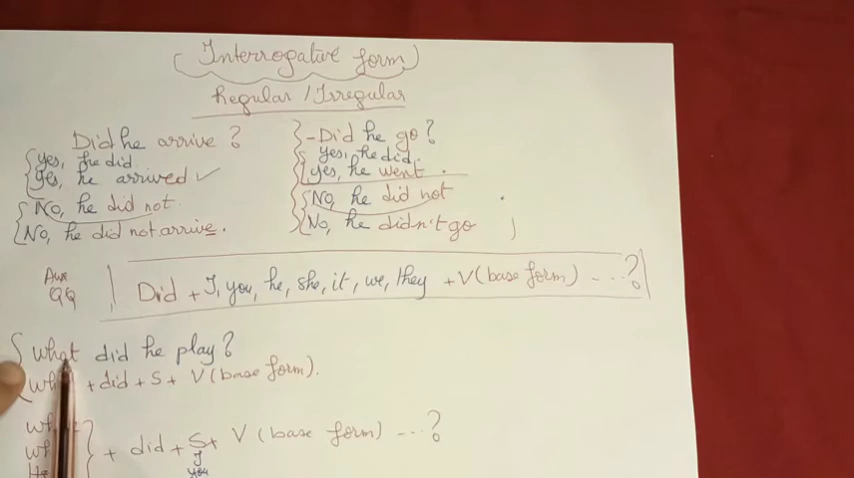 Interrogative form
Regular / Irregular
Did he arrive ?
yes, he did.
yes, he arrived ✓
No, he did not.
No, he did not arrive.
- Did he go ?
yes, he did.
yes, he went.
No, he did not
No, he didn't go
Aux
QQ
Did + I, you, he, she, it, we, they + V (base form) ... ?
what did he play ?
+ did + S + V (base form).
+ did + S + V (base form) ... ?
I
you